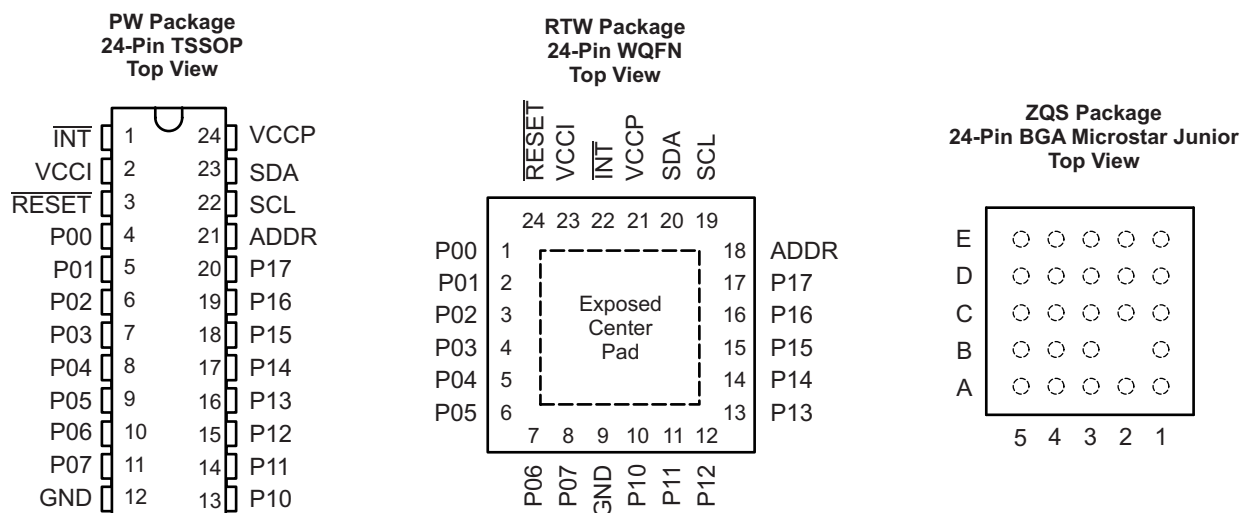 PW Package
24-Pin TSSOP
Top View
INT 1 24 VCCP
VCCI 2 23 SDA
RESET 3 22 SCL
P00 4 21 ADDR
P01 5 20 P17
P02 6 19 P16
P03 7 18 P15
P04 8 17 P14
P05 9 16 P13
P06 10 15 P12
P07 11 14 P11
GND 12 13 P10
RTW Package
24-Pin WQFN
Top View
RESET VCCI INT VCCP SDA SCL
24 23 22 21 20 19
P00 1 18 ADDR
P01 2 17 P17
P02 3 16 P16
P03 4 15 P15
P04 5 14 P14
P05 6 13 P13
Exposed
Center
Pad
7 8 9 10 11 12
P06 P07 GND P10 P11 P12
ZQS Package
24-Pin BGA Microstar Junior
Top View
E
D
C
B
A
5 4 3 2 1